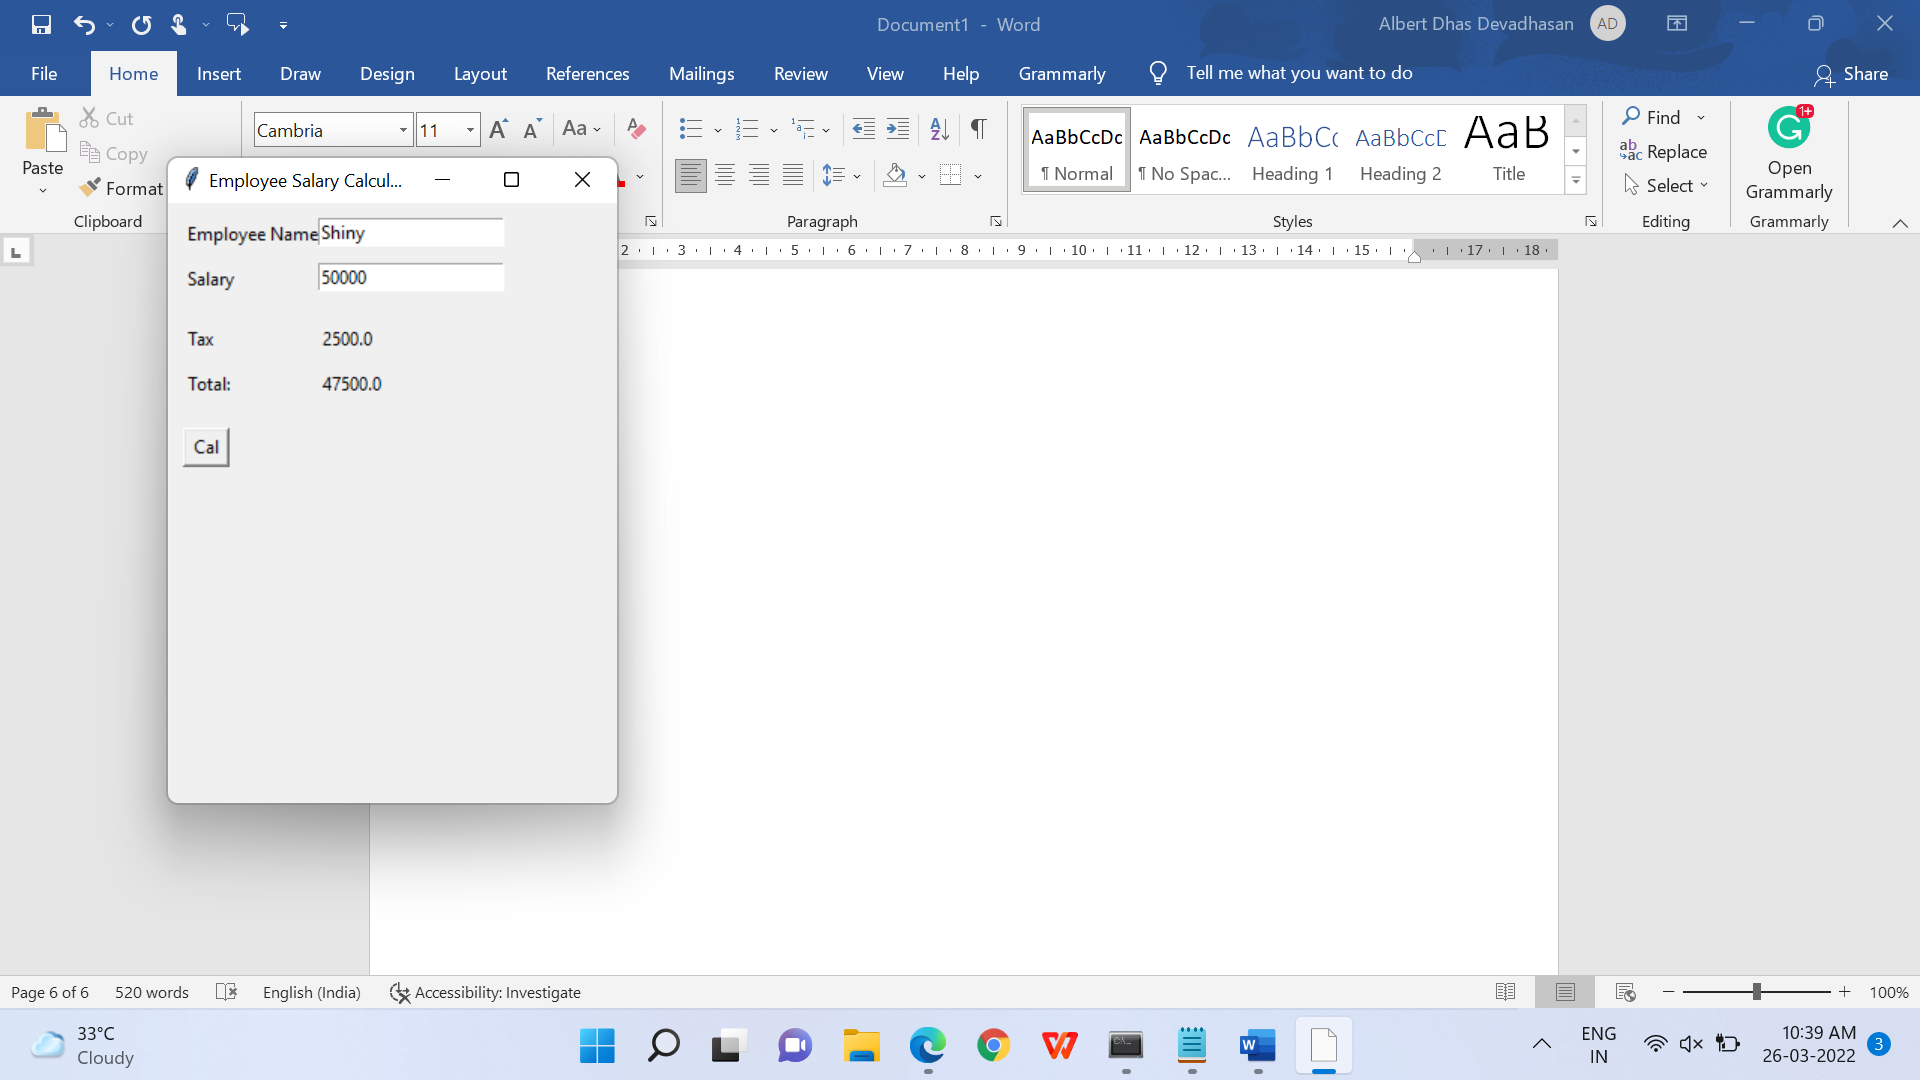 Document1 - Word
Albert Dhas Devadhasan
AD
File
Home
Insert
Draw
Design
Layout
References
Mailings
Review
View
Help
Grammarly
Tell me what you want to do
Share
Paste
Cut
Copy
Format
Clipboard
Cambria
11
Aa
Paragraph
AaBbCcDc
¶ Normal
AaBbCcDc
¶ No Spac...
AaBbCc
Heading 1
AaBbCcD
Heading 2
AaB
Title
Styles
Find
Replace
Select
Editing
1+
Open
Grammarly
Grammarly
2 3 4 5 6 7 8 9 10 11 12 13 14 15 17 18
Employee Salary Calcul...
Employee Name Shiny
Salary 50000
Tax 2500.0
Total: 47500.0
Cal
Page 6 of 6
520 words
English (India)
Accessibility: Investigate
100%
33°C
Cloudy
ENG
IN
10:39 AM
26-03-2022
3